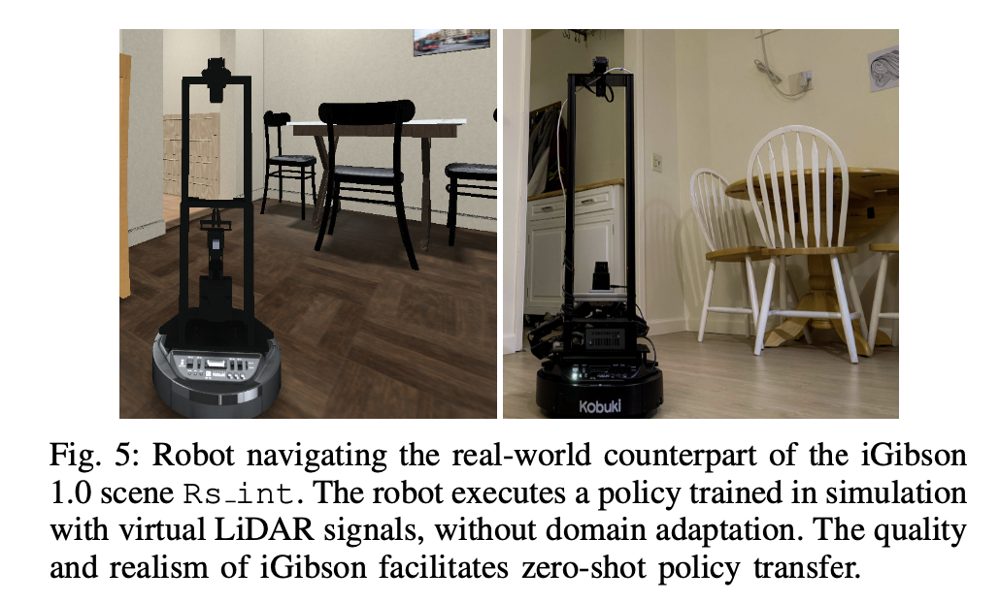 Kobuki
Fig. 5: Robot navigating the real-world counterpart of the iGibson
1.0 scene Rs_int. The robot executes a policy trained in simulation
with virtual LiDAR signals, without domain adaptation. The quality
and realism of iGibson facilitates zero-shot policy transfer.